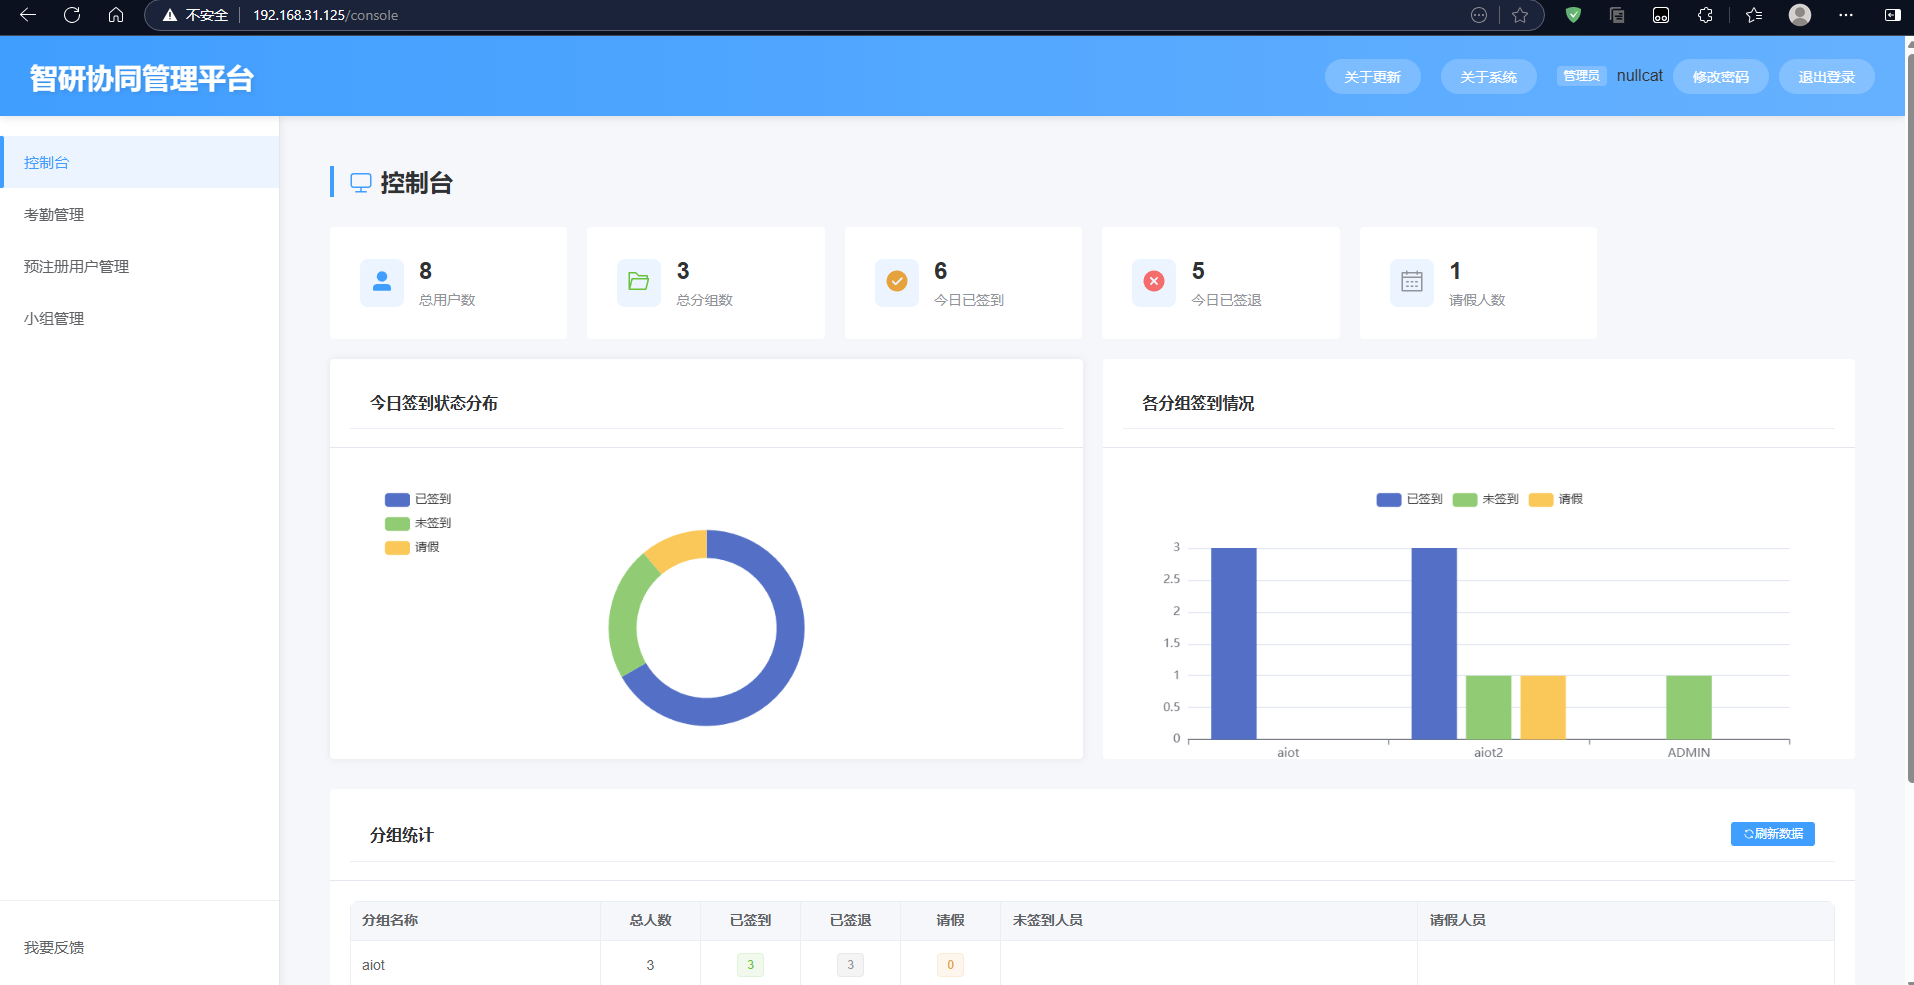 不安全 192.168.31.125/console
智研协同管理平台
关于更新 关于系统 管理员 nullcat 修改密码 退出登录
控制台
考勤管理
预注册用户管理
小组管理
我要反馈
控制台
8
总用户数
3
总分组数
6
今日已签到
5
今日已签退
1
请假人数
今日签到状态分布
已签到
未签到
请假
各分组签到情况
已签到 未签到 请假
3
2.5
2
1.5
1
0.5
0
aiot aiot2 ADMIN
分组统计
刷新数据
分组名称 总人数 已签到 已签退 请假 未签到人员 请假人员
aiot 3 3 3 0